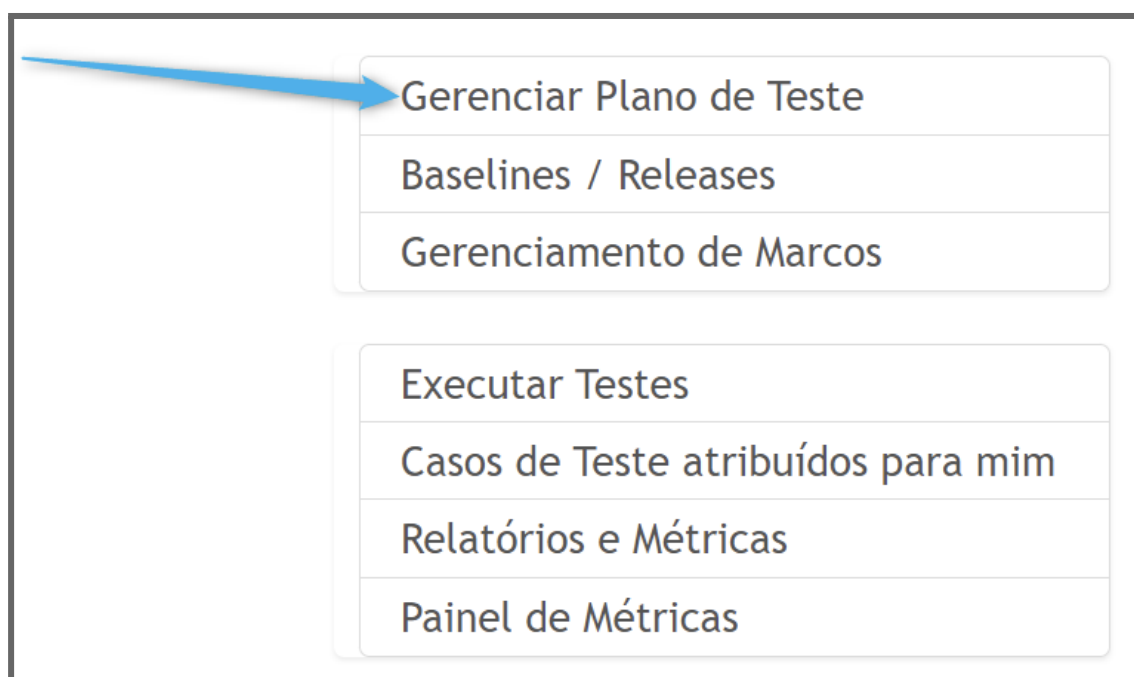 Gerenciar Plano de Teste
Baselines / Releases
Gerenciamento de Marcos
Executar Testes
Casos de Teste atribuídos para mim
Relatórios e Métricas
Painel de Métricas